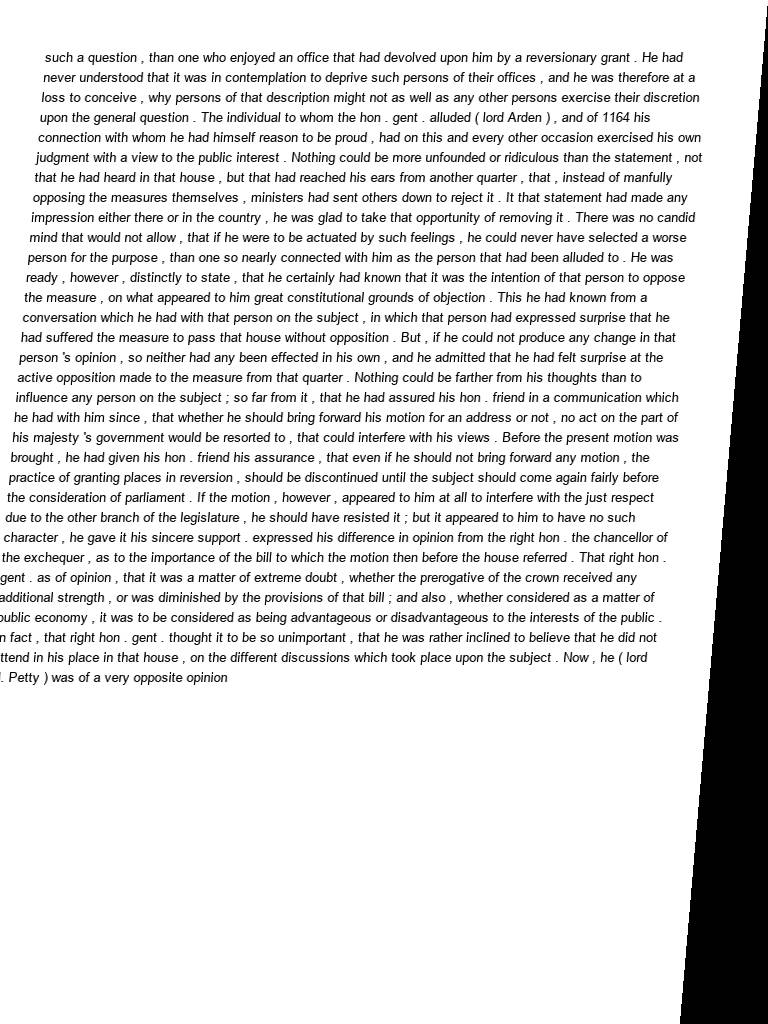 such a question , than one who enjoyed an office that had devolved upon him by a reversionary grant . He had
never understood that it was in contemplation to deprive such persons of their offices , and he was therefore at a
loss to conceive , why persons of that description might not as well as any other persons exercise their discretion
upon the general question . The individual to whom the hon . gent . alluded ( lord Arden ) , and of 1164 his
connection with whom he had himself reason to be proud , had on this and every other occasion exercised his own
judgment with a view to the public interest . Nothing could be more unfounded or ridiculous than the statement , not
that he had heard in that house , but that had reached his ears from another quarter , that , instead of manfully
opposing the measures themselves , ministers had sent others down to reject it . It that statement had made any
impression either there or in the country , he was glad to take that opportunity of removing it . There was no candid
mind that would not allow , that if he were to be actuated by such feelings , he could never have selected a worse
person for the purpose , than one so nearly connected with him as the person that had been alluded to . He was
ready , however , distinctly to state , that he certainly had known that it was the intention of that person to oppose
the measure , on what appeared to him great constitutional grounds of objection . This he had known from a
conversation which he had with that person on the subject , in which that person had expressed surprise that he
had suffered the measure to pass that house without opposition . But , if he could not produce any change in that
person 's opinion , so neither had any been effected in his own , and he admitted that he had felt surprise at the
active opposition made to the measure from that quarter . Nothing could be farther from his thoughts than to
influence any person on the subject ; so far from it , that he had assured his hon . friend in a communication which
he had with him since , that whether he should bring forward his motion for an address or not , no act on the part of
his majesty 's government would be resorted to , that could interfere with his views . Before the present motion was
brought , he had given his hon . friend his assurance , that even if he should not bring forward any motion , the
practice of granting places in reversion , should be discontinued until the subject should come again fairly before
the consideration of parliament . If the motion , however , appeared to him at all to interfere with the just respect
due to the other branch of the legislature , he should have resisted it ; but it appeared to him to have no such
character , he gave it his sincere support . expressed his difference in opinion from the right hon . the chancellor of
the exchequer , as to the importance of the bill to which the motion then before the house referred . That right hon .
gent . as of opinion , that it was a matter of extreme doubt , whether the prerogative of the crown received any
additional strength , or was diminished by the provisions of that bill ; and also , whether considered as a matter of
public economy , it was to be considered as being advantageous or disadvantageous to the interests of the public .
n fact , that right hon . gent . thought it to be so unimportant , that he was rather inclined to believe that he did not
ttend in his place in that house , on the different discussions which took place upon the subject . Now , he ( lord
. Petty ) was of a very opposite opinion